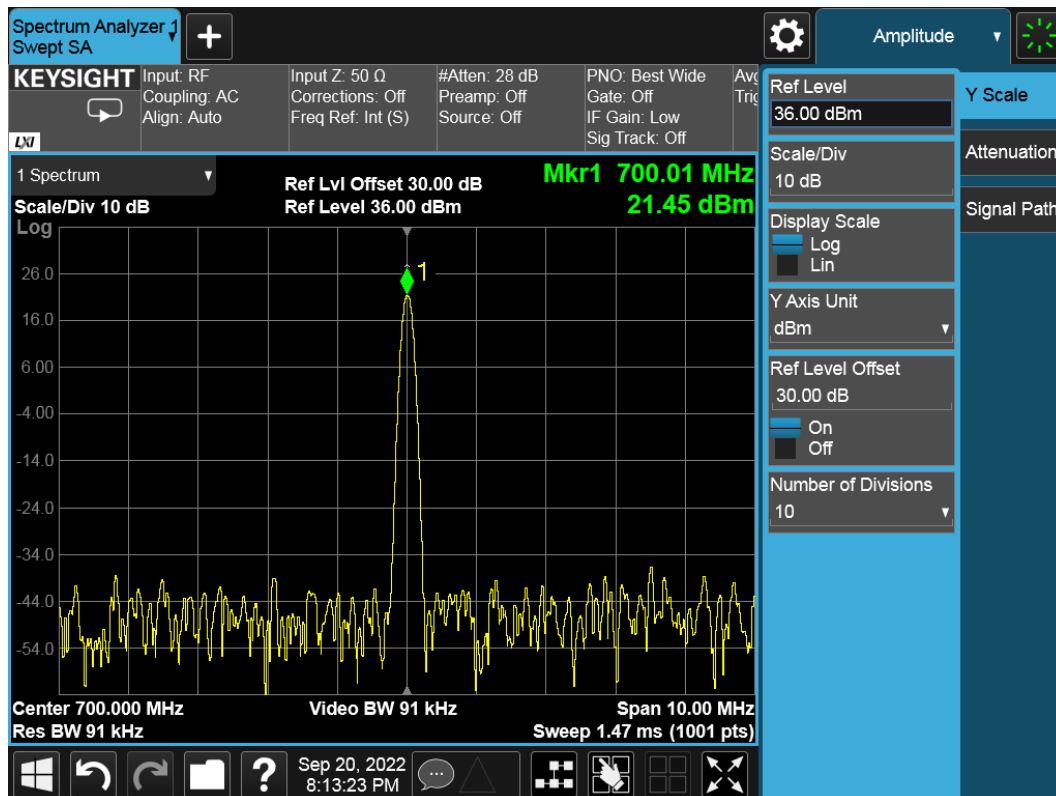 Spectrum Analyzer 1
Swept SA
+
Amplitude
KEYSIGHT
LXI
Input: RF
Coupling: AC
Align: Auto
Input Z: 50 Ω
Corrections: Off
Freq Ref: Int (S)
#Atten: 28 dB
Preamp: Off
Source: Off
PNO: Best Wide
Gate: Off
IF Gain: Low
Sig Track: Off
Avg
Trig
1 Spectrum
Scale/Div 10 dB
Ref Lvl Offset 30.00 dB
Ref Level 36.00 dBm
Mkr1 700.01 MHz
21.45 dBm
Log
1
26.0
16.0
6.00
-4.00
-14.0
-24.0
-34.0
-44.0
-54.0
Center 700.000 MHz
Video BW 91 kHz
Span 10.00 MHz
Res BW 91 kHz
Sweep 1.47 ms (1001 pts)
Ref Level
36.00 dBm
Scale/Div
10 dB
Display Scale
Log
Lin
Y Axis Unit
dBm
Ref Level Offset
30.00 dB
On
Off
Number of Divisions
10
Y Scale
Attenuation
Signal Path
?
Sep 20, 2022
8:13:23 PM